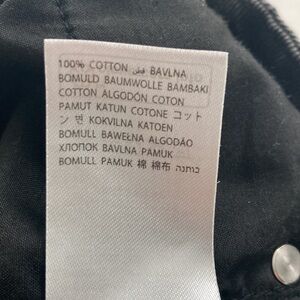 100% COTTON قطن BAVLNA
BOMULD BAUMWOLLE BAMBAKI
COTTON ALGODÓN COTON
PAMUT KATUN COTONE コット
ン 면 KOKVILNA KATOEN
BOMULL BAWEŁNA ALGODÃO
ХЛОПОК BAVLNA PAMUK
BOMULL PAMUK 棉 棉布 כותנה